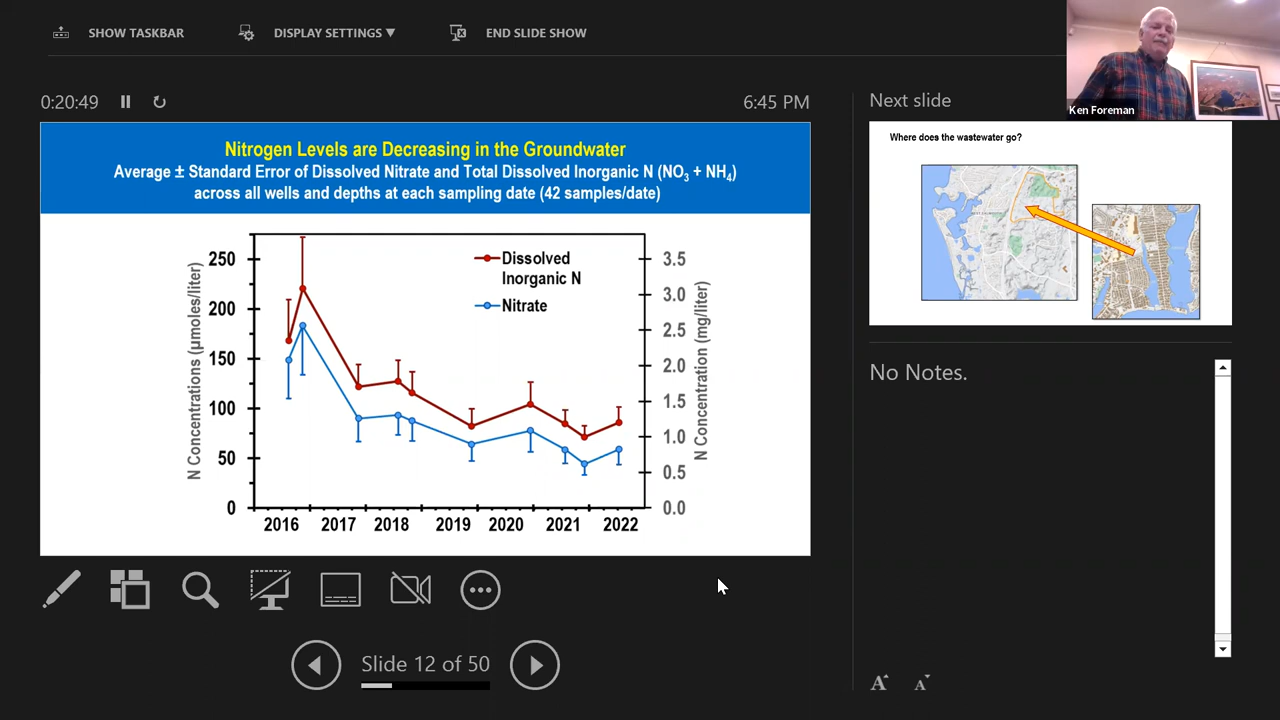 SHOW TASKBAR
DISPLAY SETTINGS ▼
END SLIDE SHOW
0:20:49
6:45 PM
Nitrogen Levels are Decreasing in the Groundwater
Average ± Standard Error of Dissolved Nitrate and Total Dissolved Inorganic N (NO3 + NH4)
across all wells and depths at each sampling date (42 samples/date)
N Concentrations (µmoles/liter)
250
200
150
100
50
0
Dissolved
Inorganic N
Nitrate
3.5
3.0
2.5
2.0
1.5
1.0
0.5
0.0
N Concentration (mg/liter)
2016 2017 2018 2019 2020 2021 2022
Slide 12 of 50
Next slide
Ken Foreman
Where does the wastewater go?
No Notes.
A A